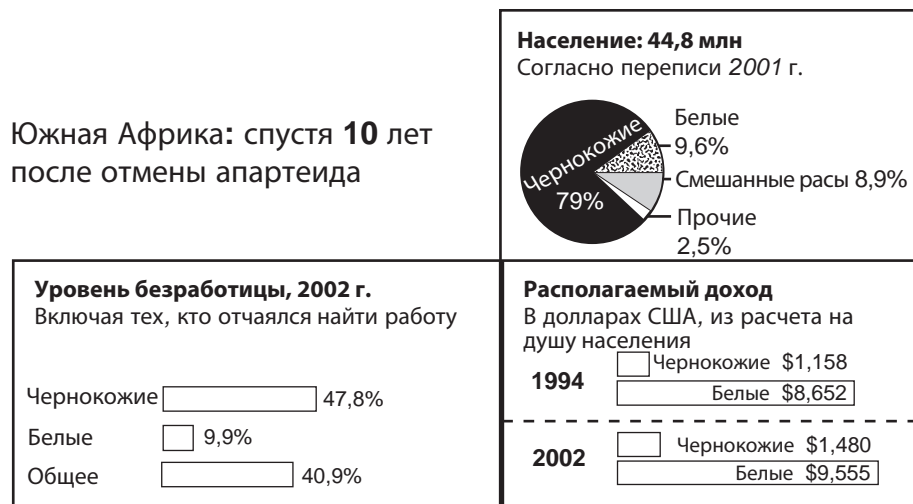 Южная Африка: спустя 10 лет
после отмены апартеида
Население: 44,8 млн
Согласно переписи 2001 г.
Чернокожие
79%
Белые
9,6%
Смешанные расы 8,9%
Прочие
2,5%
Уровень безработицы, 2002 г.
Включая тех, кто отчаялся найти работу
Чернокожие 47,8%
Белые 9,9%
Общее 40,9%
Располагаемый доход
В долларах США, из расчета на
душу населения
1994
Чернокожие $1,158
Белые $8,652
2002
Чернокожие $1,480
Белые $9,555